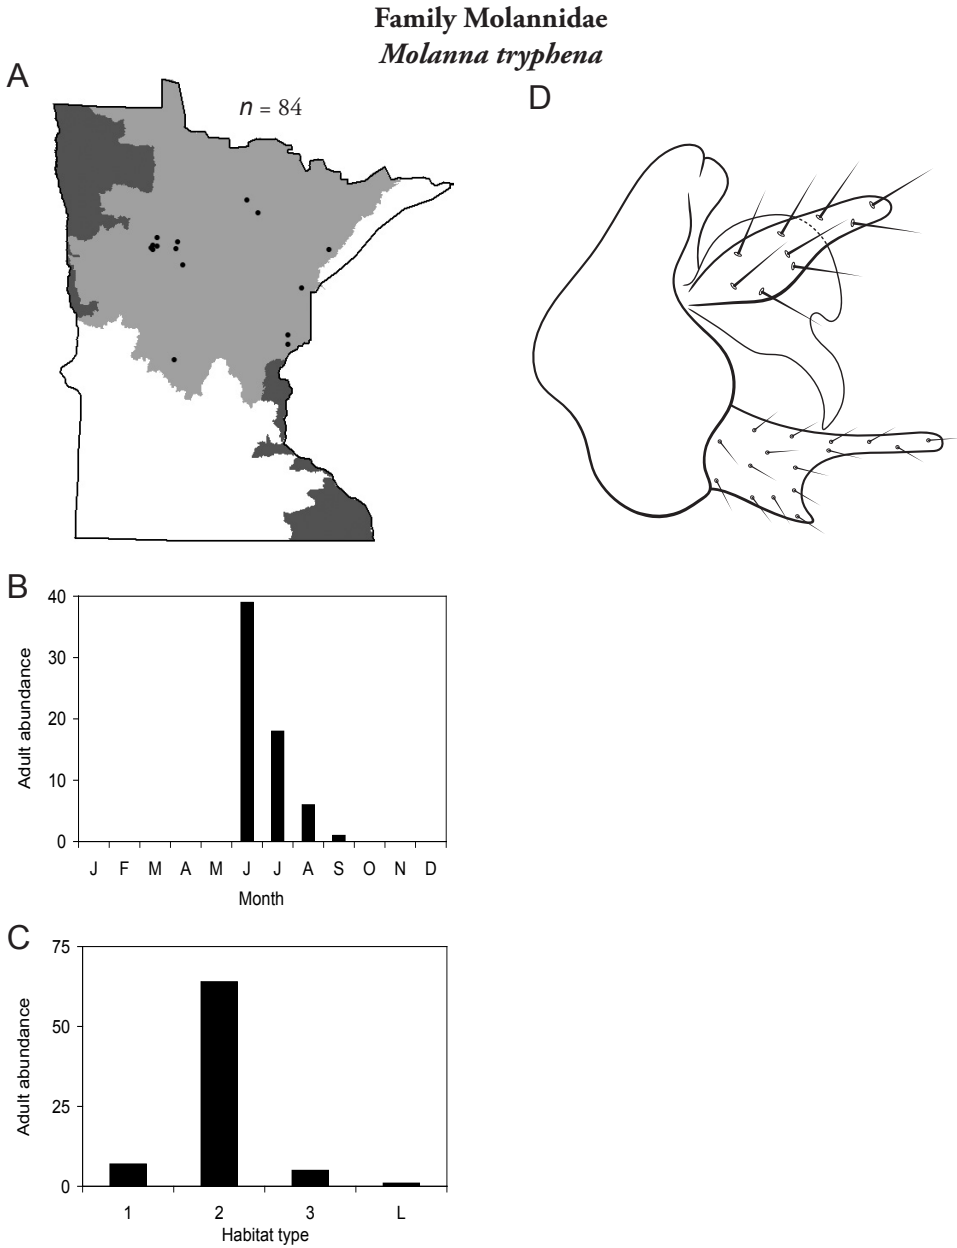 Family Molannidae
Molanna tryphena
A
n = 84
D
B
40
30
20
10
0
Adult abundance
J F M A M J J A S O N D
Month
C
75
50
25
0
Adult abundance
1 2 3 L
Habitat type